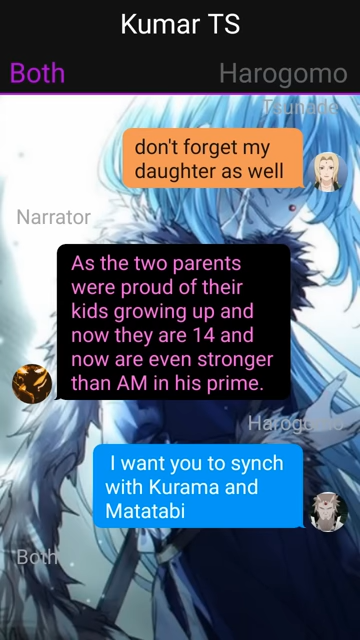 Kumar TS
Both
Harogomo
Tsunade
don't forget my
daughter as well
Narrator
As the two parents
were proud of their
kids growing up and
now they are 14 and
now are even stronger
than AM in his prime.
Harogomo
I want you to synch
with Kurama and
Matatabi
Both